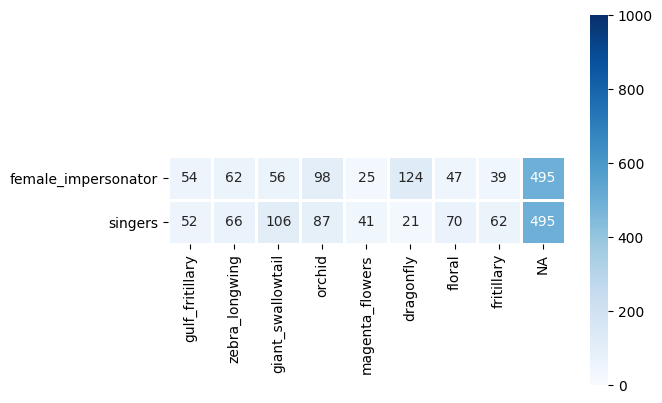 1000
800
600
400
200
0
female_impersonator 54 62 56 98 25 124 47 39 495
singers 52 66 106 87 41 21 70 62 495
gulf_fritillary
zebra_longwing
giant_swallowtail
orchid
magenta_flowers
dragonfly
floral
fritillary
NA